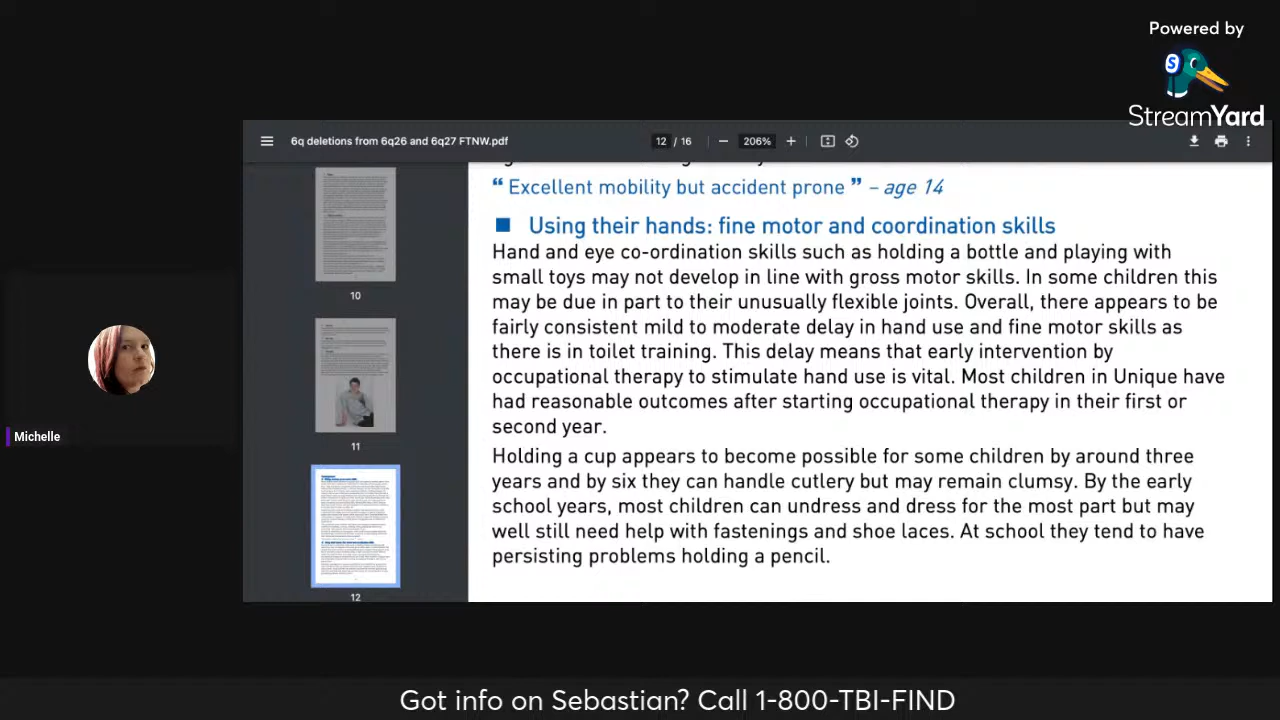 Powered by
StreamYard
6q deletions from 6q26 and 6q27 FTNW.pdf
12 / 16
206%
“ Excellent mobility but accident prone ” – age 14
Using their hands: fine motor and coordination skills
Hand and eye co-ordination skills such as holding a bottle and playing with
small toys may not develop in line with gross motor skills. In some children this
may be due in part to their unusually flexible joints. Overall, there appears to be
fairly consistent mild to moderate delay in hand use and fine motor skills as
there is in toilet training. This delay means that early intervention by
occupational therapy to stimulate hand use is vital. Most children in Unique have
had reasonable outcomes after starting occupational therapy in their first or
second year.
Holding a cup appears to become possible for some children by around three
years and by six they can handle cutlery but may remain clumsy. By the early
school years, most children can undress and dress for the most part but may
well still need help with fastenings and shoe laces. At school they tend to have
persisting problems holding a pencil.
10
11
12
Michelle
Got info on Sebastian? Call 1-800-TBI-FIND